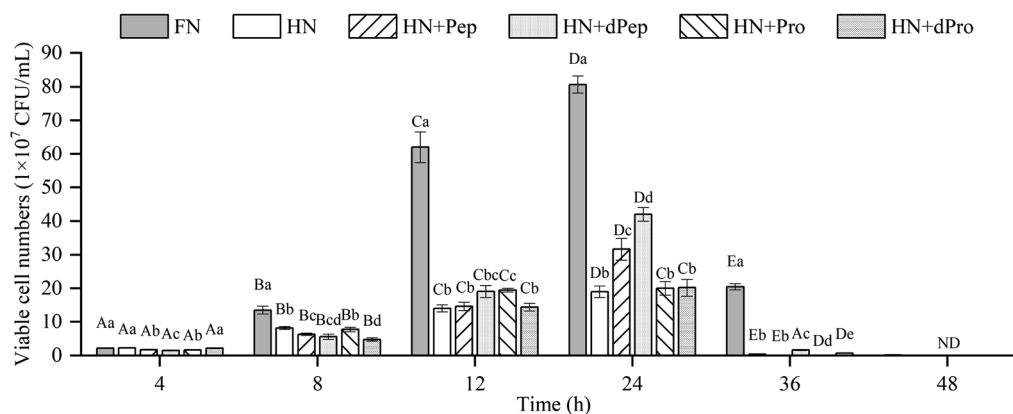 FN HN HN+Pep HN+dPep HN+Pro HN+dPro
Viable cell numbers (1×10⁷ CFU/mL)
90
80
70
60
50
40
30
20
10
0
Aa Aa Ab Ac Ab Aa
Ba Bb Bc Bcd Bb Bd
Ca Cb Cb Cbc Cc Cb
Da Db Dc Dd Cb Cb
Ea Eb Eb Ac Dd De
ND
4 8 12 24 36 48
Time (h)